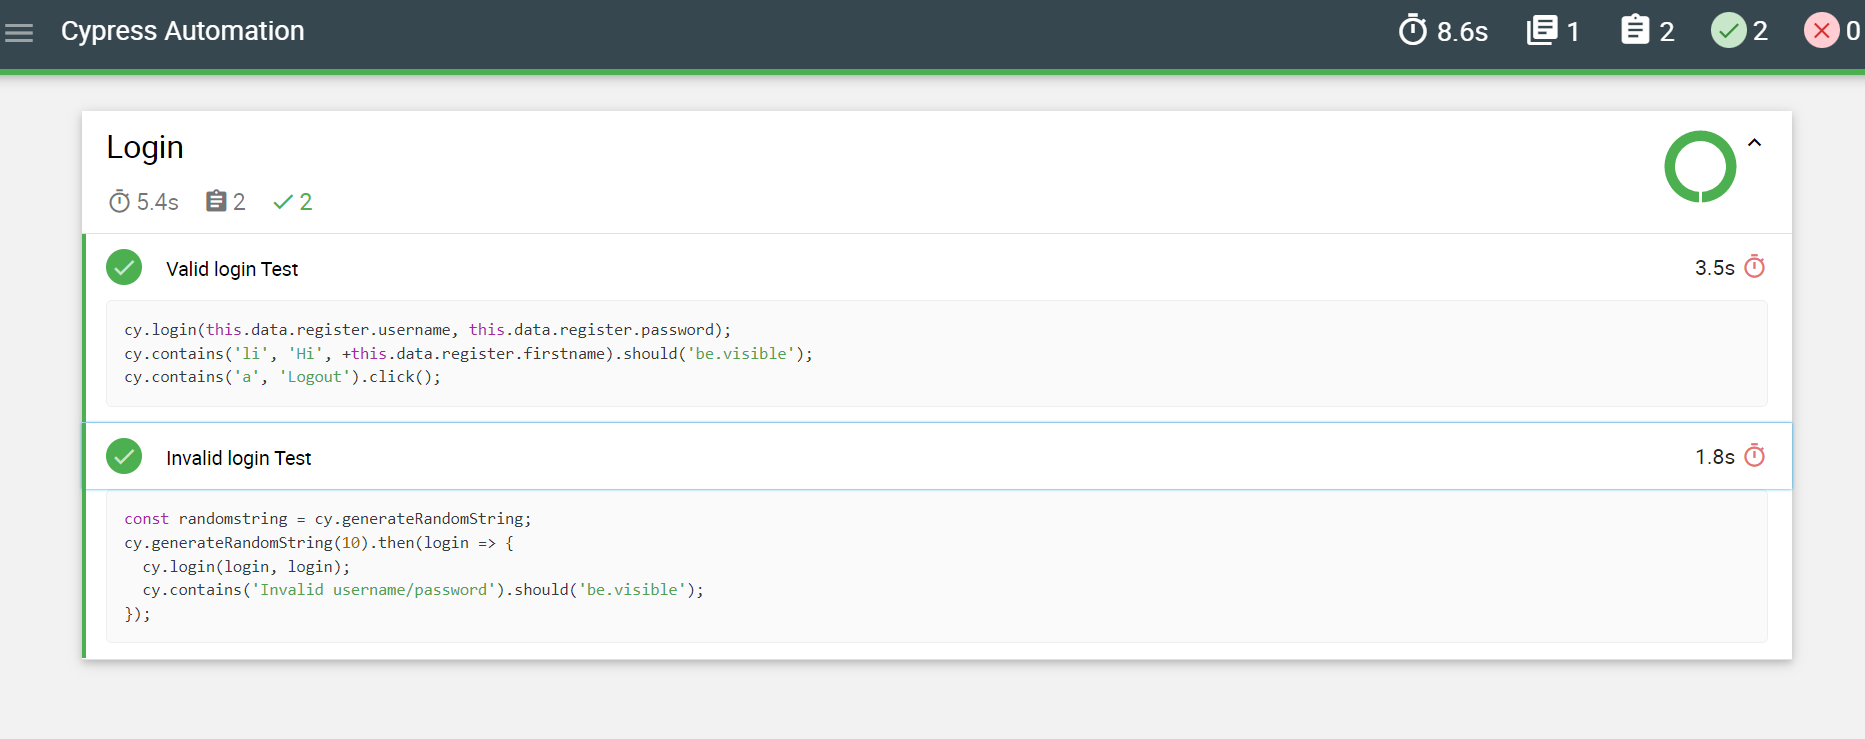 Cypress Automation
8.6s 1 2 2 0
Login
5.4s 2 2
Valid login Test 3.5s
cy.login(this.data.register.username, this.data.register.password);
cy.contains('li', 'Hi', +this.data.register.firstname).should('be.visible');
cy.contains('a', 'Logout').click();
Invalid login Test 1.8s
const randomstring = cy.generateRandomString;
cy.generateRandomString(10).then(login => {
  cy.login(login, login);
  cy.contains('Invalid username/password').should('be.visible');
});